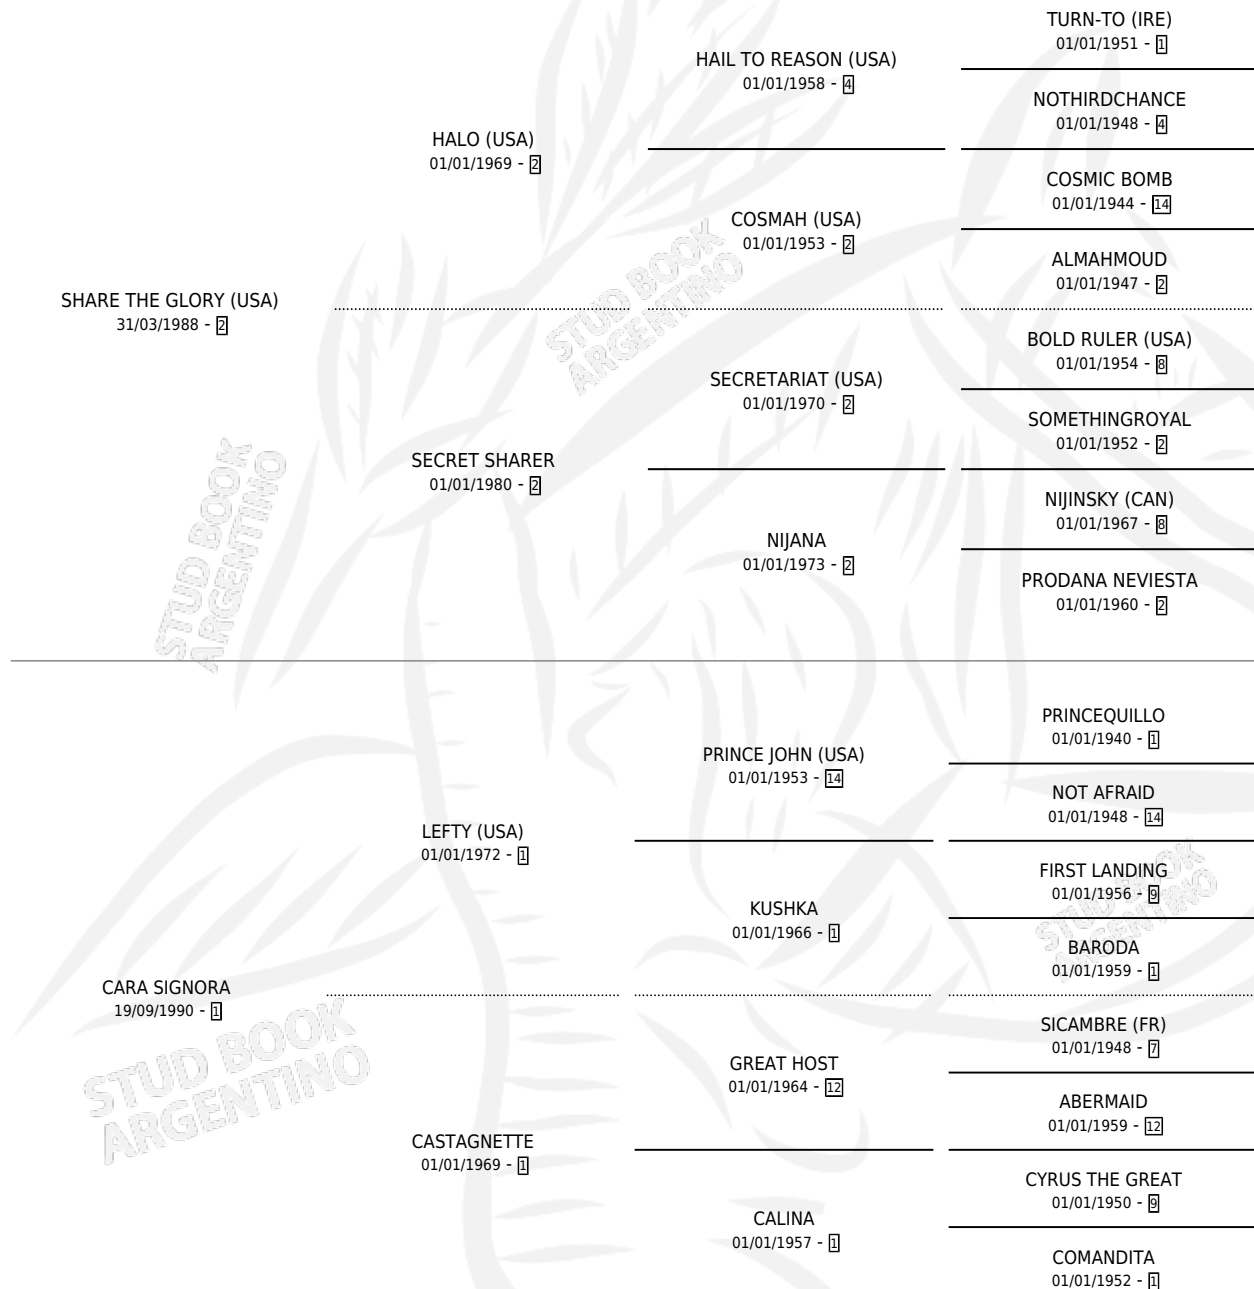 TURN-TO (IRE)
01/01/1951 - 1
HAIL TO REASON (USA)
01/01/1958 - 4
NOTHIRDCHANCE
01/01/1948 - 4
HALO (USA)
01/01/1969 - 2
COSMIC BOMB
01/01/1944 - 14
COSMAH (USA)
01/01/1953 - 2
ALMAHMOUD
01/01/1947 - 2
SHARE THE GLORY (USA)
31/03/1988 - 2
BOLD RULER (USA)
01/01/1954 - 8
SECRETARIAT (USA)
01/01/1970 - 2
SOMETHINGROYAL
01/01/1952 - 2
SECRET SHARER
01/01/1980 - 2
NIJINSKY (CAN)
01/01/1967 - 8
NIJANA
01/01/1973 - 2
PRODANA NEVIESTA
01/01/1960 - 2
PRINCEQUILLO
01/01/1940 - 1
PRINCE JOHN (USA)
01/01/1953 - 14
NOT AFRAID
01/01/1948 - 14
LEFTY (USA)
01/01/1972 - 1
FIRST LANDING
01/01/1956 - 9
KUSHKA
01/01/1966 - 1
BARODA
01/01/1959 - 1
CARA SIGNORA
19/09/1990 - 1
SICAMBRE (FR)
01/01/1948 - 7
GREAT HOST
01/01/1964 - 12
ABERMAID
01/01/1959 - 12
CASTAGNETTE
01/01/1969 - 1
CYRUS THE GREAT
01/01/1950 - 9
CALINA
01/01/1957 - 1
COMANDITA
01/01/1952 - 1
STUD BOOK
ARGENTINO
STUD BOOK
ARGENTINO
STUD BOOK
ARGENTINO
STUD BOOK
ARGENTINO